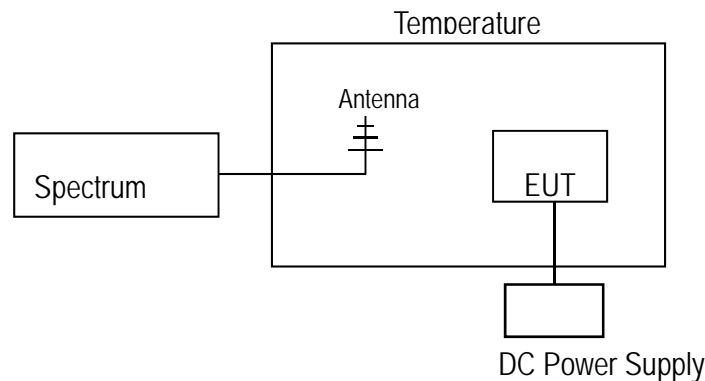 Temperature
Antenna
Spectrum
EUT
DC Power Supply